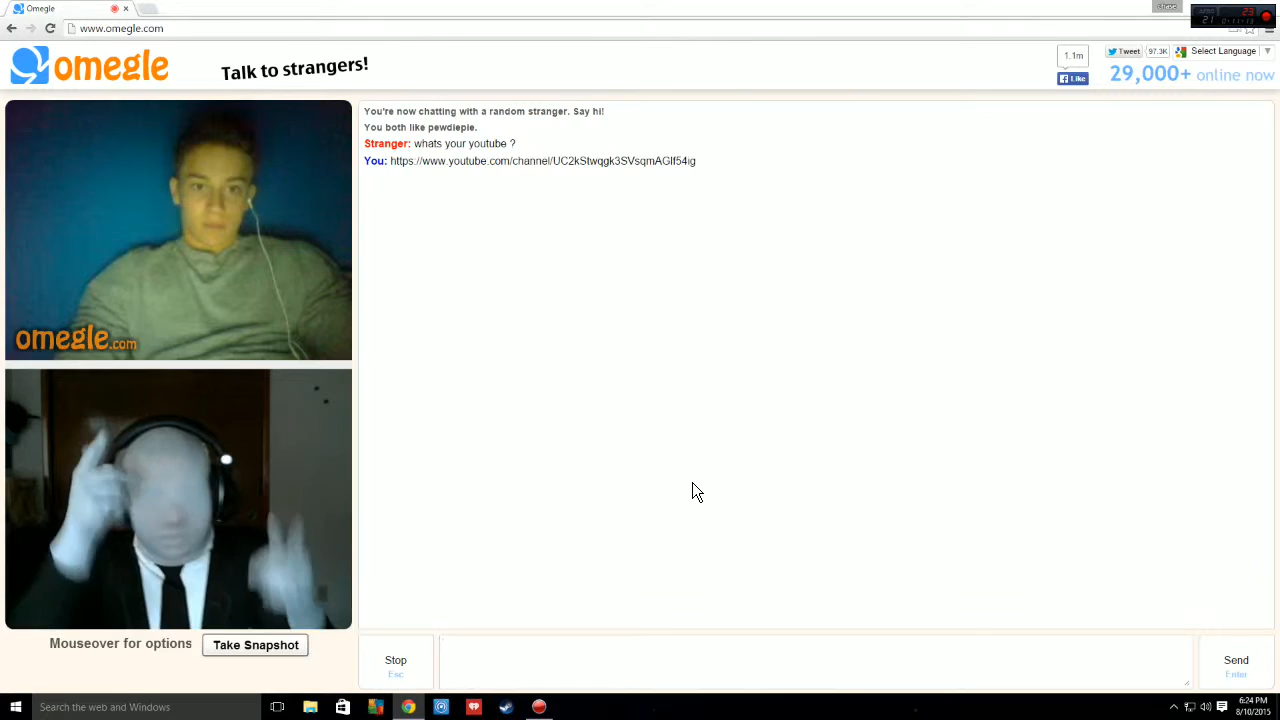 Omegle
www.omegle.com
omegle
Talk to strangers!
1.1m
Like
Tweet
97.3K
Select Language
29,000+ online now
You're now chatting with a random stranger. Say hi!
You both like pewdiepie.
Stranger: whats your youtube ?
You: https://www.youtube.com/channel/UC2kStwqgk3SVsqmAGlf54ig
omegle.com
Mouseover for options
Take Snapshot
Stop
Esc
Send
Enter
Search the web and Windows
6:24 PM
8/10/2015